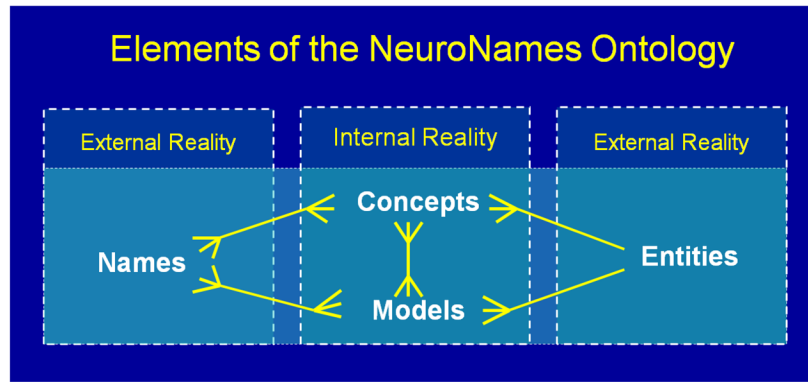 Elements of the NeuroNames Ontology
External Reality
Internal Reality
External Reality
Concepts
Names
Entities
Models